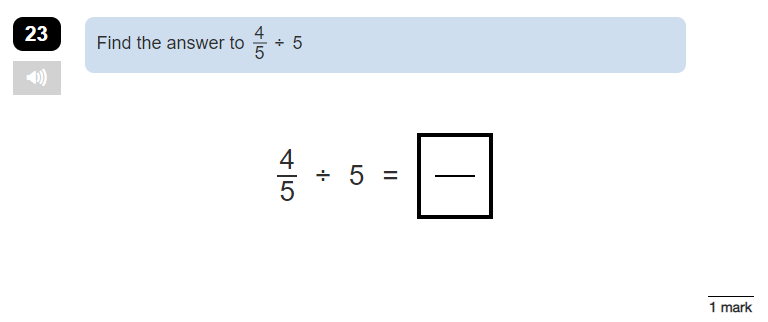 23
Find the answer to 4/5 ÷ 5
4/5 ÷ 5 =
1 mark